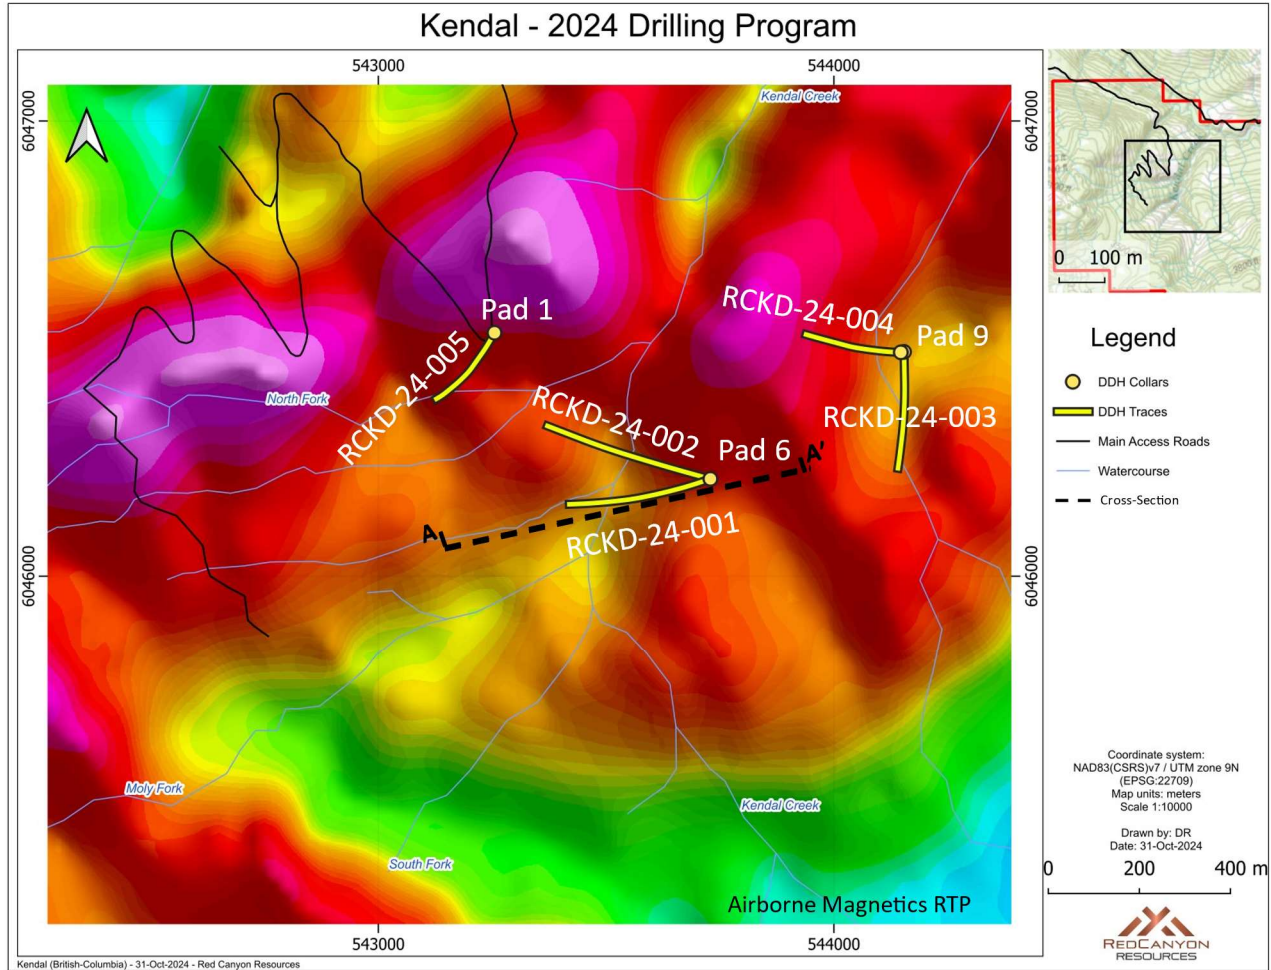 Kendal - 2024 Drilling Program
543000
544000
6047000
6047000
Kendal Creek
Pad 1
RCKD-24-005
RCKD-24-004
Pad 9
North Fork
RCKD-24-002
RCKD-24-003
Pad 6
A'
A
RCKD-24-001
6046000
6046000
Moly Fork
Kendal Creek
South Fork
Airborne Magnetics RTP
543000
544000
0 100 m
Legend
DDH Collars
DDH Traces
Main Access Roads
Watercourse
Cross-Section
Coordinate system:
NAD83(CSRS)v7 / UTM zone 9N
(EPSG:22709)
Map units: meters
Scale 1:10000
Drawn by: DR
Date: 31-Oct-2024
0 200 400 m
REDCANYON
RESOURCES
Kendal (British-Columbia) - 31-Oct-2024 - Red Canyon Resources